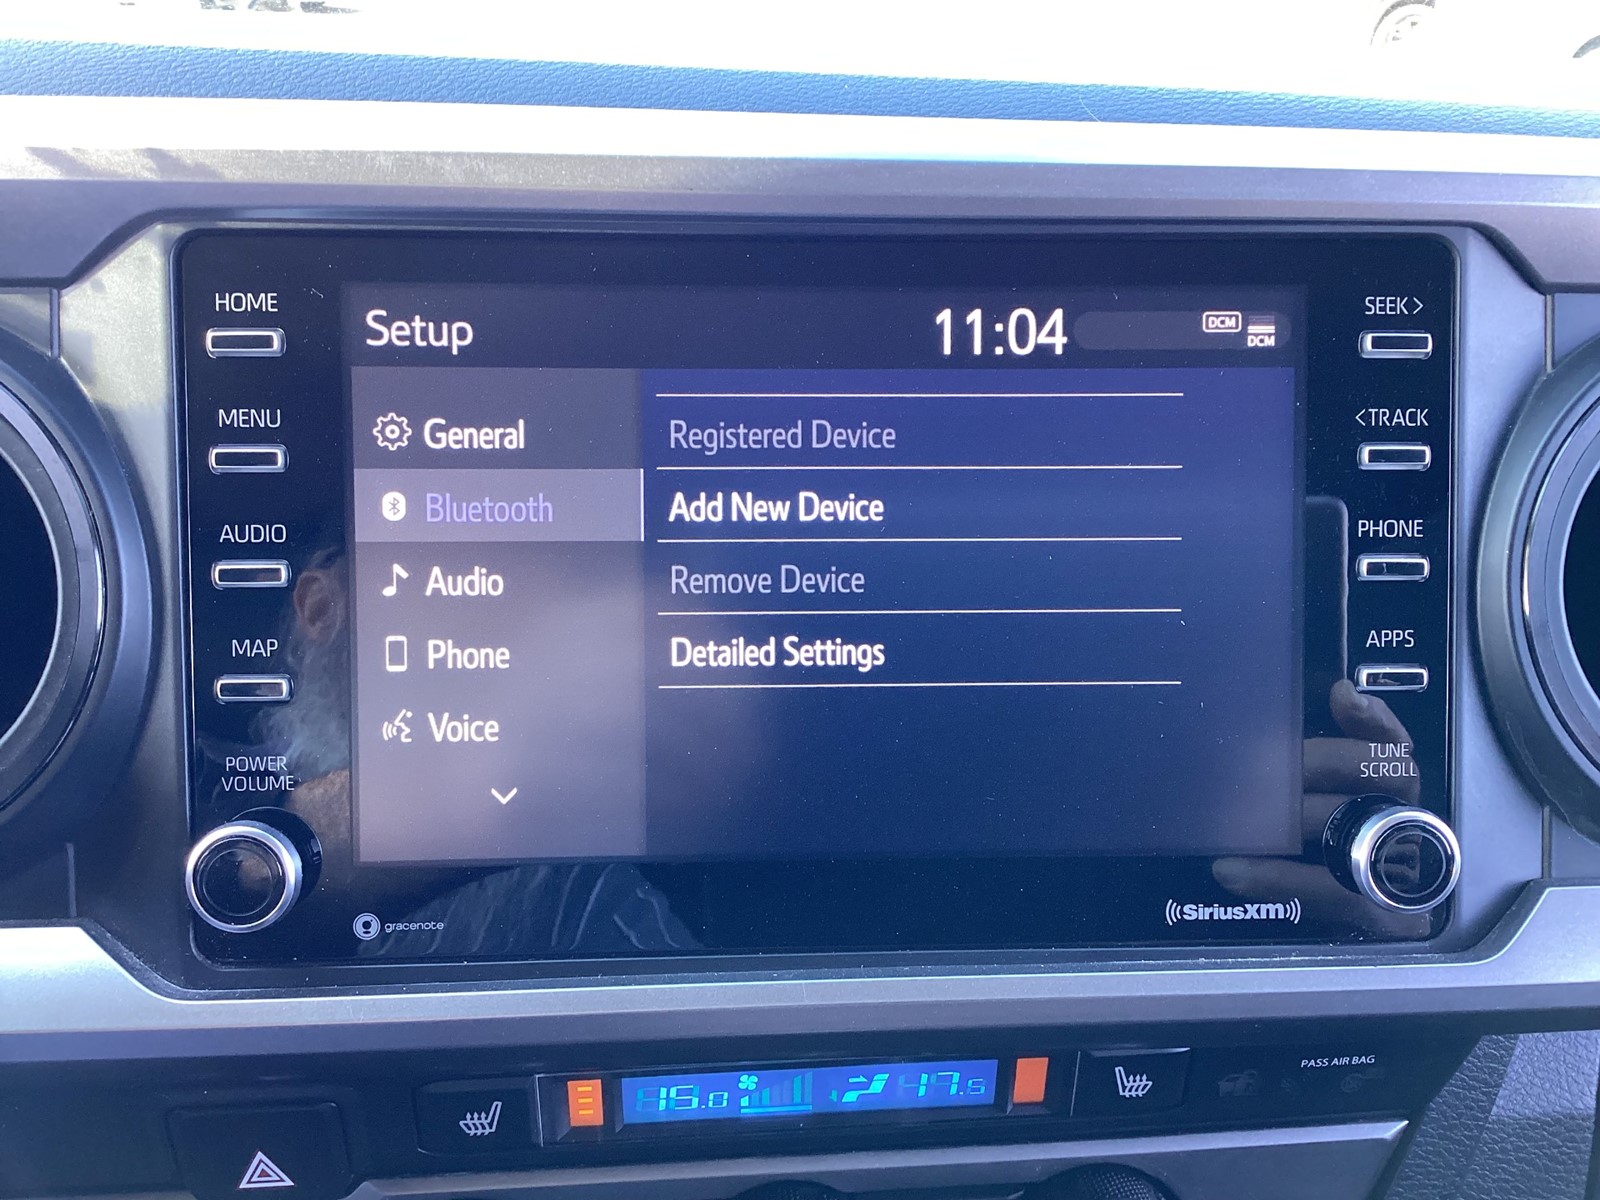 HOME
MENU
AUDIO
MAP
POWER
VOLUME
Setup
11:04
DCM
DCM
General
Bluetooth
Audio
Phone
Voice
Registered Device
Add New Device
Remove Device
Detailed Settings
SEEK >
< TRACK
PHONE
APPS
TUNE
SCROLL
gracenote
SiriusXM
PASS AIR BAG